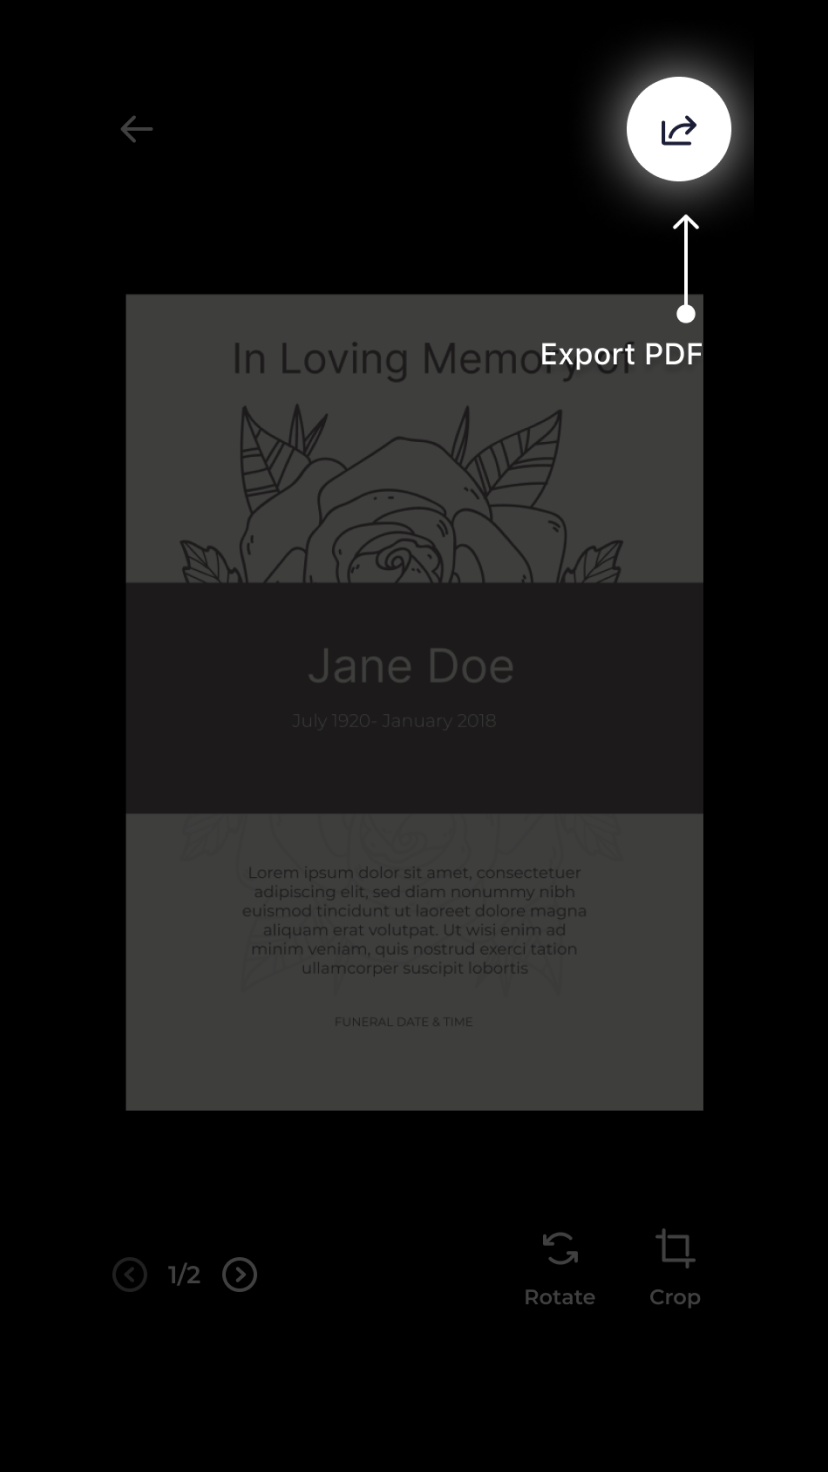 In Loving Memory of
Export PDF
Jane Doe
July 1920- January 2018
Lorem ipsum dolor sit amet, consectetuer
adipiscing elit, sed diam nonummy nibh
euismod tincidunt ut laoreet dolore magna
aliquam erat volutpat. Ut wisi enim ad
minim veniam, quis nostrud exerci tation
ullamcorper suscipit lobortis
FUNERAL DATE & TIME
1/2
Rotate
Crop